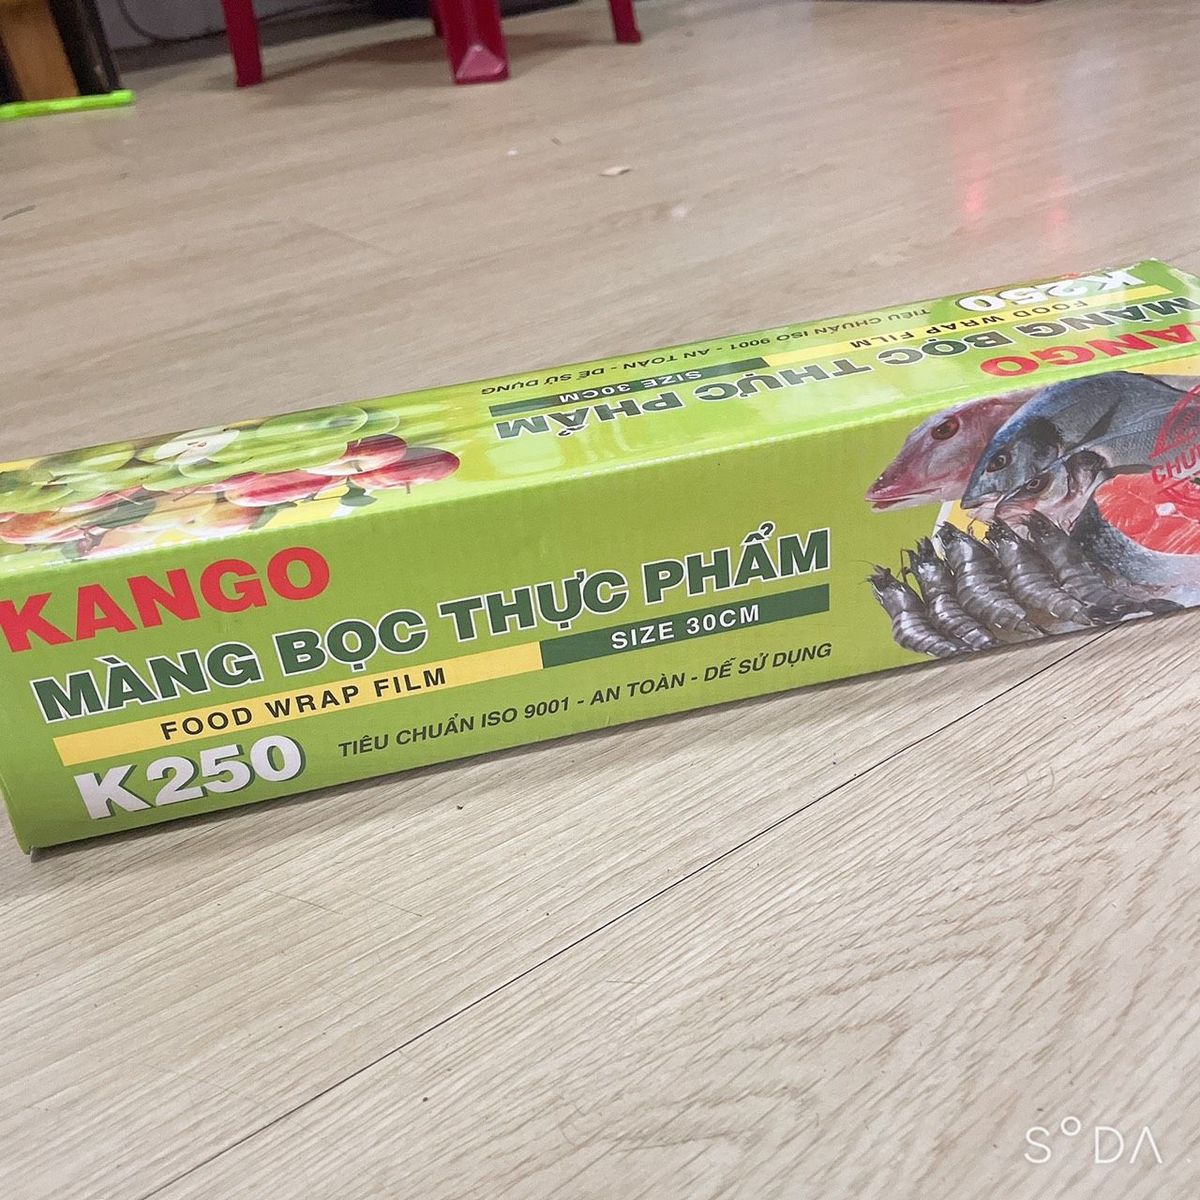 K250
FOOD WRAP FILM
TIÊU CHUẨN ISO 9001 - AN TOÀN - DỄ SỬ DỤNG
MÀNG BỌC THỰC PHẨM
SIZE 30CM
ANGO
KANGO
MÀNG BỌC THỰC PHẨM
FOOD WRAP FILM
SIZE 30CM
K250
TIÊU CHUẨN ISO 9001 - AN TOÀN - DỄ SỬ DỤNG
SODA